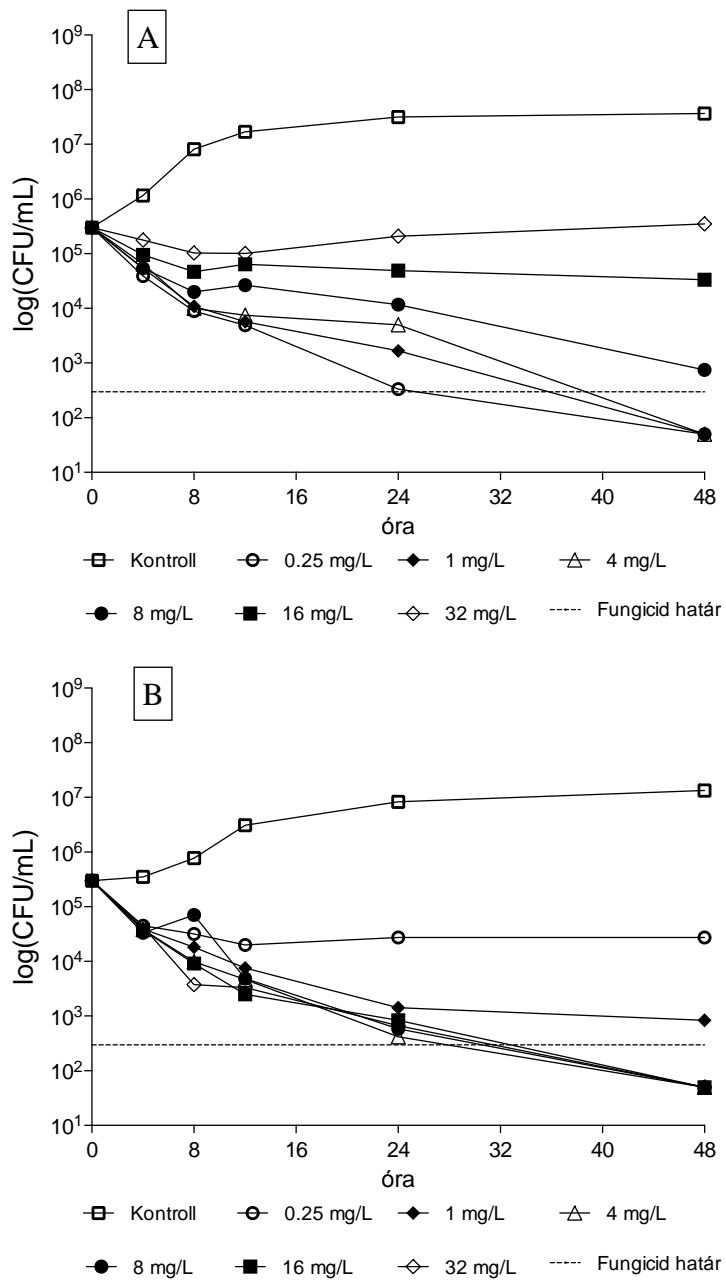 A
10⁹
10⁸
10⁷
10⁶
10⁵
10⁴
10³
10²
10¹
log(CFU/mL)
0 8 16 24 32 40 48
óra
Kontroll 0.25 mg/L 1 mg/L 4 mg/L
8 mg/L 16 mg/L 32 mg/L Fungicid határ
B
10⁹
10⁸
10⁷
10⁶
10⁵
10⁴
10³
10²
10¹
log(CFU/mL)
0 8 16 24 32 40 48
óra
Kontroll 0.25 mg/L 1 mg/L 4 mg/L
8 mg/L 16 mg/L 32 mg/L Fungicid határ